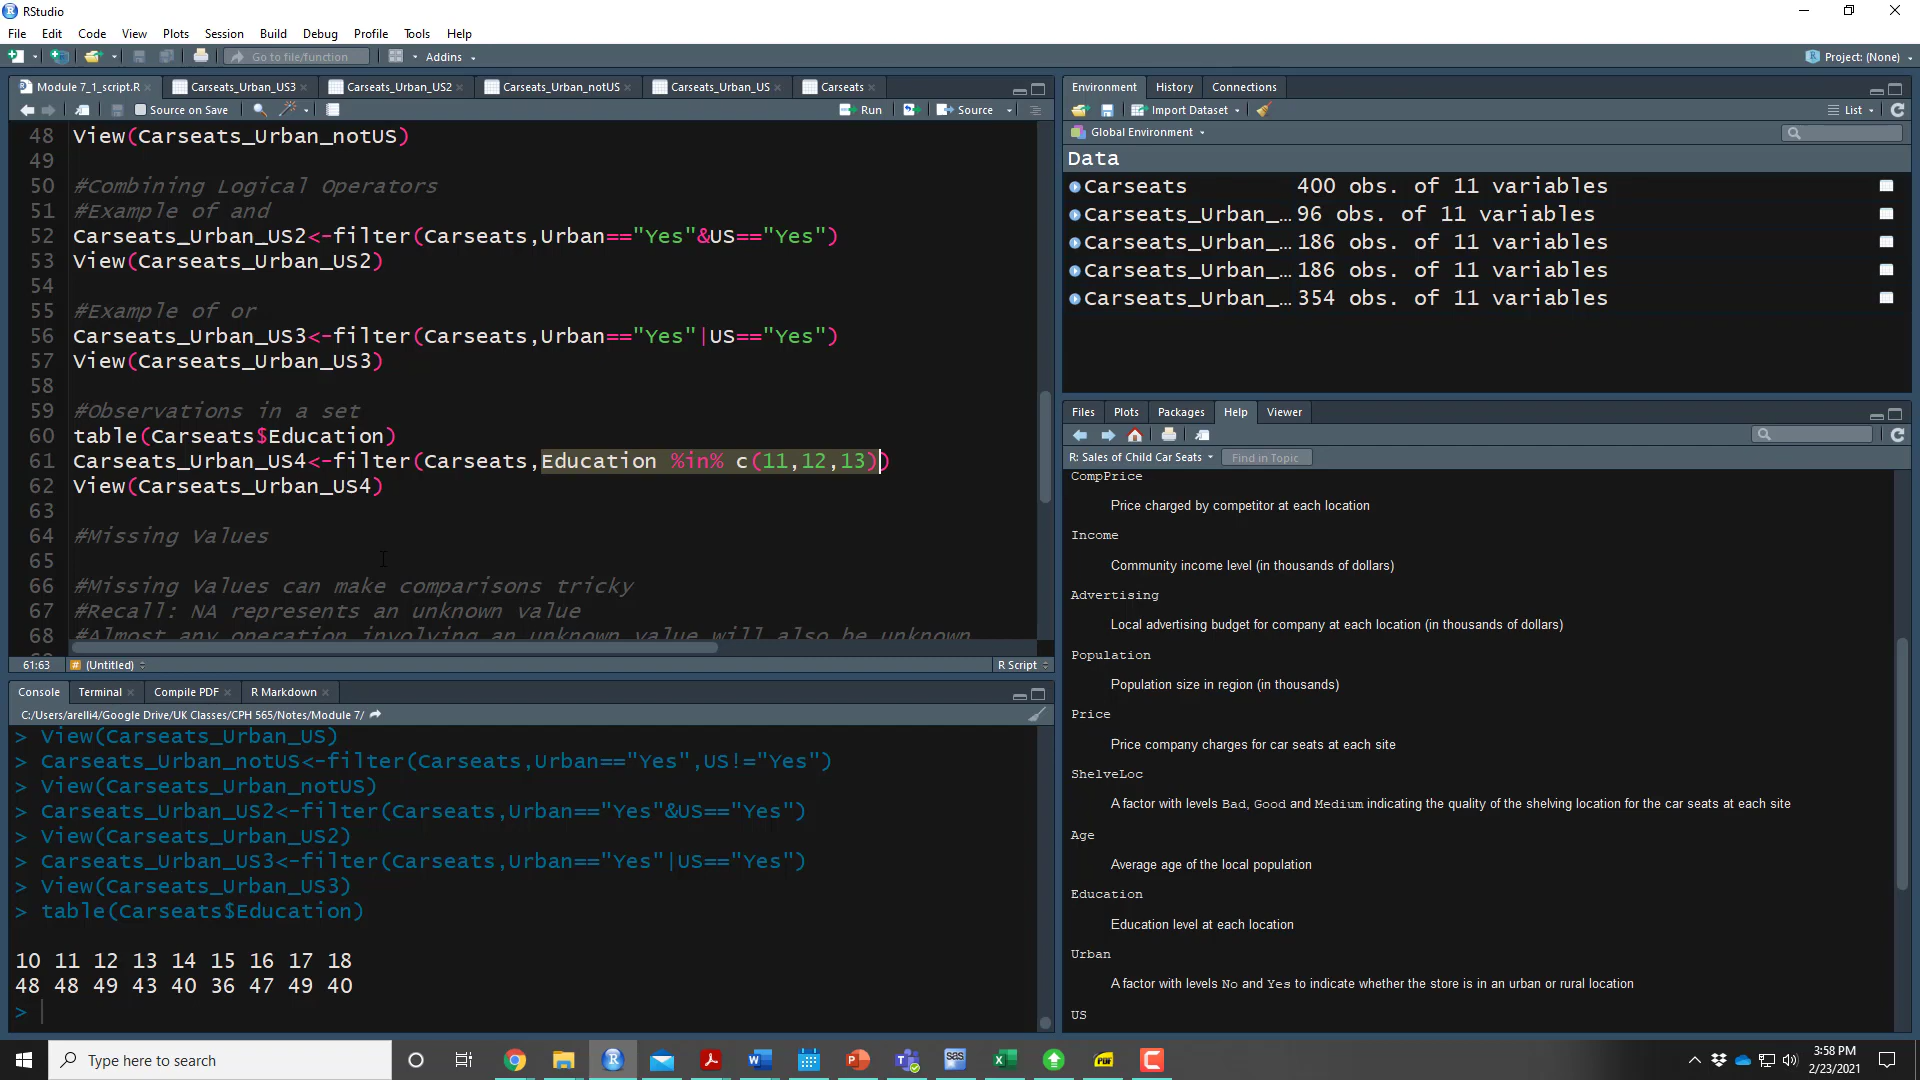 RStudio
File Edit Code View Plots Session Build Debug Profile Tools Help
Go to file/function Addins Project: (None)
Module 7_1_script.R Carseats_Urban_US3 Carseats_Urban_US2 Carseats_Urban_notUS Carseats_Urban_US Carseats
Source on Save Run Source
48 View(Carseats_Urban_notUS)
49
50 #Combining Logical Operators
51 #Example of and
52 Carseats_Urban_US2<-filter(Carseats,Urban=="Yes"&US=="Yes")
53 View(Carseats_Urban_US2)
54
55 #Example of or
56 Carseats_Urban_US3<-filter(Carseats,Urban=="Yes"|US=="Yes")
57 View(Carseats_Urban_US3)
58
59 #Observations in a set
60 table(Carseats$Education)
61 Carseats_Urban_US4<-filter(Carseats,Education %in% c(11,12,13))
62 View(Carseats_Urban_US4)
63
64 #Missing Values
65
66 #Missing Values can make comparisons tricky
67 #Recall: NA represents an unknown value
68 #Almost any operation involving an unknown value will also be unknown
61:63 # (Untitled) R Script
Console Terminal Compile PDF R Markdown
C:/Users/arelli4/Google Drive/UK Classes/CPH 565/Notes/Module 7/
> View(Carseats_Urban_US)
> Carseats_Urban_notUS<-filter(Carseats,Urban=="Yes",US!="Yes")
> View(Carseats_Urban_notUS)
> Carseats_Urban_US2<-filter(Carseats,Urban=="Yes"&US=="Yes")
> View(Carseats_Urban_US2)
> Carseats_Urban_US3<-filter(Carseats,Urban=="Yes"|US=="Yes")
> View(Carseats_Urban_US3)
> table(Carseats$Education)
10 11 12 13 14 15 16 17 18
48 48 49 43 40 36 47 49 40
>
Environment History Connections
Import Dataset List
Global Environment
Data
Carseats 400 obs. of 11 variables
Carseats_Urban_... 96 obs. of 11 variables
Carseats_Urban_... 186 obs. of 11 variables
Carseats_Urban_... 186 obs. of 11 variables
Carseats_Urban_... 354 obs. of 11 variables
Files Plots Packages Help Viewer
R: Sales of Child Car Seats Find in Topic
CompPrice
Price charged by competitor at each location
Income
Community income level (in thousands of dollars)
Advertising
Local advertising budget for company at each location (in thousands of dollars)
Population
Population size in region (in thousands)
Price
Price company charges for car seats at each site
ShelveLoc
A factor with levels Bad, Good and Medium indicating the quality of the shelving location for the car seats at each site
Age
Average age of the local population
Education
Education level at each location
Urban
A factor with levels No and Yes to indicate whether the store is in an urban or rural location
US
Type here to search
3:58 PM
2/23/2021